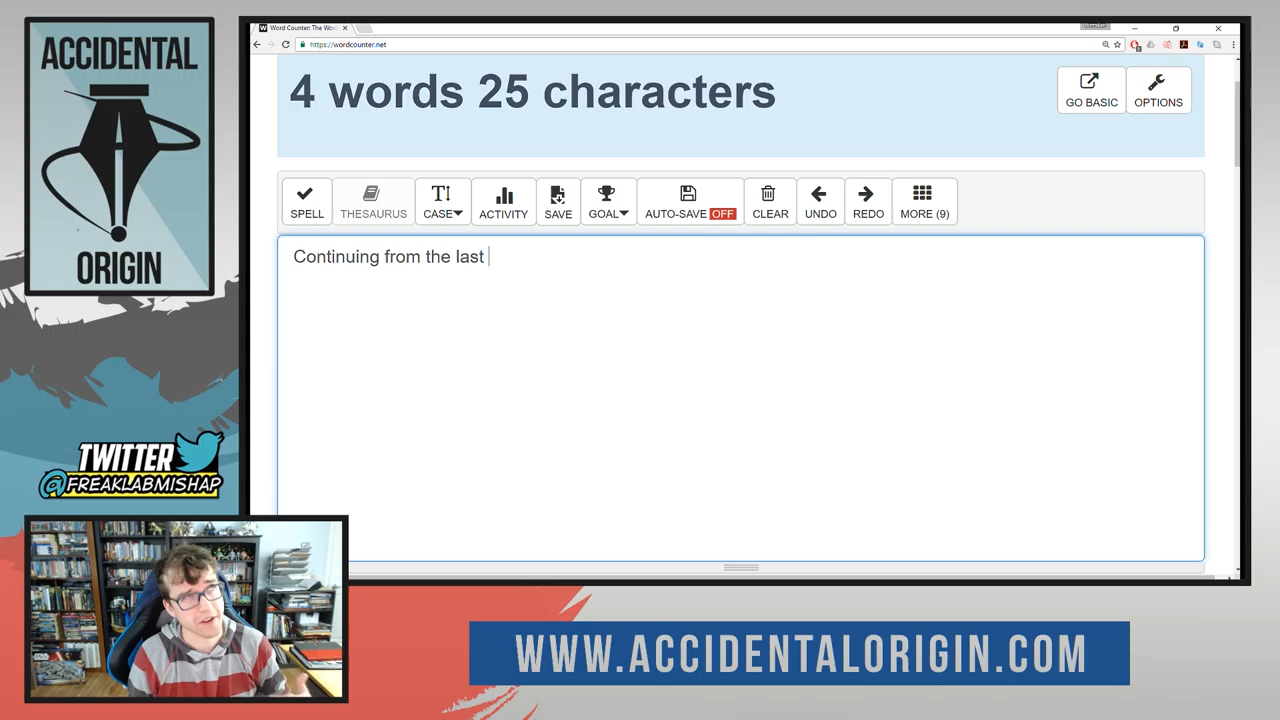 ACCIDENTAL
ORIGIN
Word Counter: The Wor
https://wordcounter.net
4 words 25 characters
GO BASIC
OPTIONS
SPELL
THESAURUS
CASE
ACTIVITY
SAVE
GOAL
AUTO-SAVE OFF
CLEAR
UNDO
REDO
MORE (9)
Continuing from the last
TWITTER
@FREAKLABMISHAP
WWW.ACCIDENTALORIGIN.COM